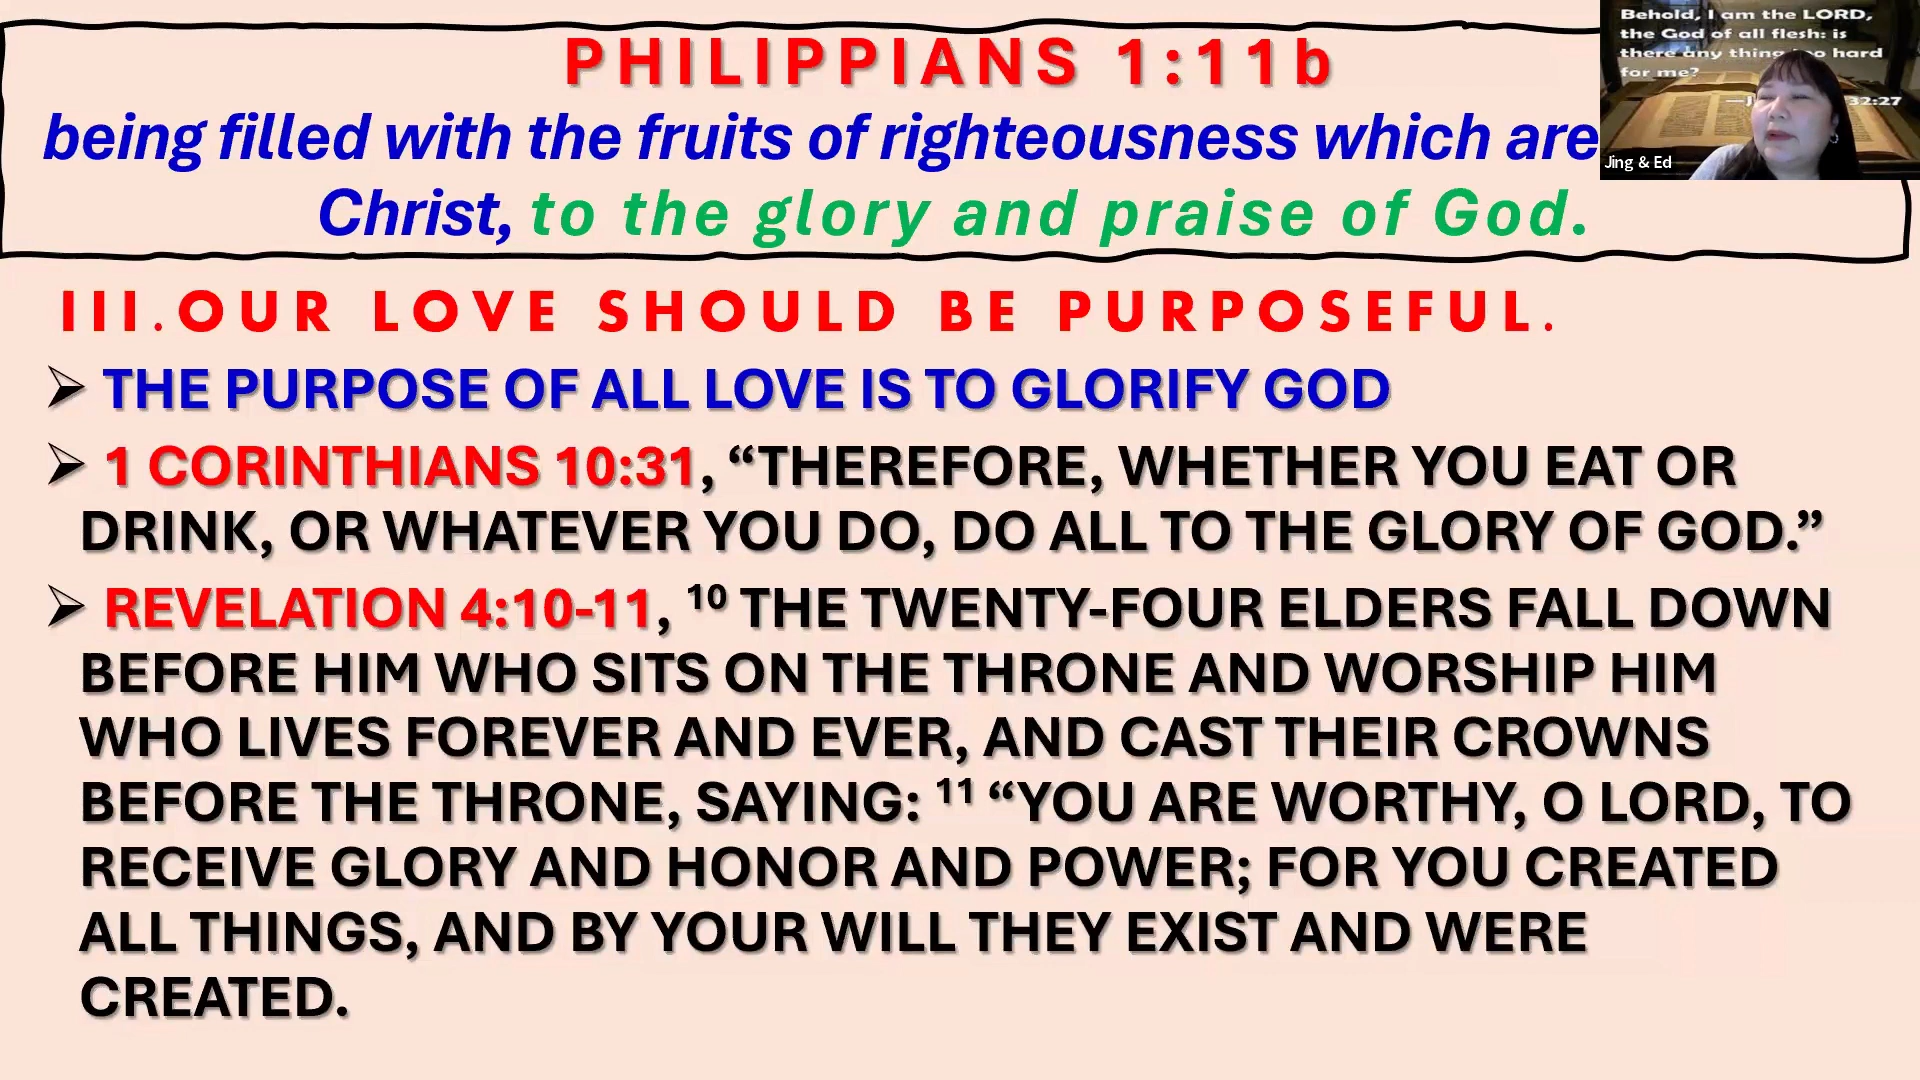 PHILIPPIANS 1:11b
being filled with the fruits of righteousness which are
Christ, to the glory and praise of God.
III.OUR LOVE SHOULD BE PURPOSEFUL.
➢ THE PURPOSE OF ALL LOVE IS TO GLORIFY GOD
➢ 1 CORINTHIANS 10:31, “THEREFORE, WHETHER YOU EAT OR
DRINK, OR WHATEVER YOU DO, DO ALL TO THE GLORY OF GOD.”
➢ REVELATION 4:10-11, ¹⁰ THE TWENTY-FOUR ELDERS FALL DOWN
BEFORE HIM WHO SITS ON THE THRONE AND WORSHIP HIM
WHO LIVES FOREVER AND EVER, AND CAST THEIR CROWNS
BEFORE THE THRONE, SAYING: ¹¹ “YOU ARE WORTHY, O LORD, TO
RECEIVE GLORY AND HONOR AND POWER; FOR YOU CREATED
ALL THINGS, AND BY YOUR WILL THEY EXIST AND WERE
CREATED.
Behold, I am the LORD,
the God of all flesh: is
there any thing hard
for me?
32:27
Jing & Ed